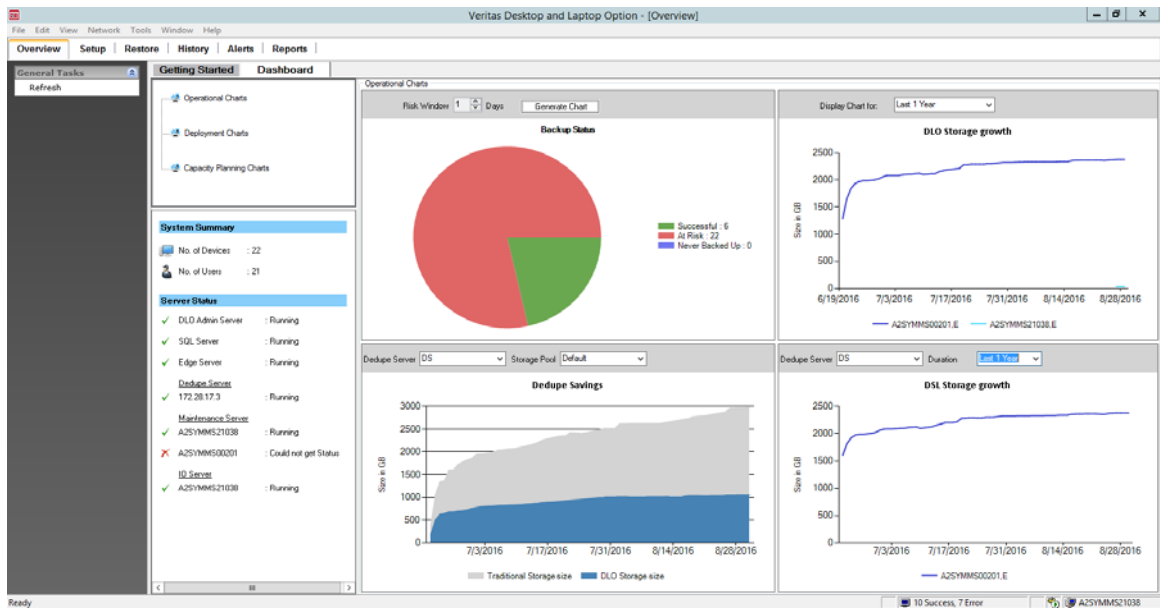 Veritas Desktop and Laptop Option - [Overview]
File Edit View Network Tools Window Help
Overview Setup Restore History Alerts Reports
General Tasks
Refresh
Getting Started Dashboard
Operational Charts
Deployment Charts
Capacity Planning Charts
System Summary
No. of Devices : 22
No. of Users : 21
Server Status
DLO Admin Server : Running
SQL Server : Running
Edge Server : Running
Dedupe Server
172.28.17.3 : Running
Maintenance Server
A2SYMMS21038 : Running
A2SYMMS00201 : Could not get Status
IO Server
A2SYMMS21038 : Running
Operational Charts
Risk Window 1 Days Generate Chart
Backup Status
Successful : 6
At Risk : 22
Never Backed Up : 0
Display Chart for: Last 1 Year
DLO Storage growth
Size in GB
2500
2000
1500
1000
500
0
6/19/2016 7/3/2016 7/17/2016 7/31/2016 8/14/2016 8/28/2016
A2SYMMS00201,E A2SYMMS21038,E
Dedupe Server DS Storage Pool Default
Dedupe Savings
Size in GB
3000
2500
2000
1500
1000
500
0
7/3/2016 7/17/2016 7/31/2016 8/14/2016 8/28/2016
Traditional Storage size DLO Storage size
Dedupe Server DS Duration Last 1 Year
DSL Storage growth
Size in GB
2500
2000
1500
1000
500
0
7/3/2016 7/17/2016 7/31/2016 8/14/2016 8/28/2016
A2SYMMS00201,E
Ready
10 Success, 7 Error
A2SYMMS21038